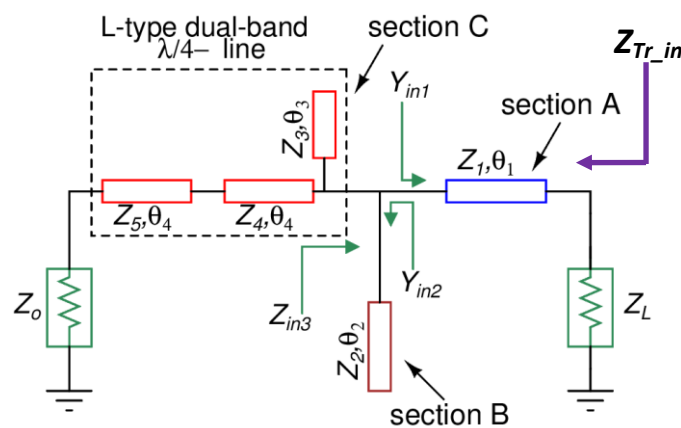 L-type dual-band
λ/4– line
section C
Z_Tr_in
Y_in1
section A
Z_3,θ_3
Z_1,θ_1
Z_5,θ_4
Z_4,θ_4
Y_in2
Z_o
Z_in3
Z_L
Z_2,θ_2
section B